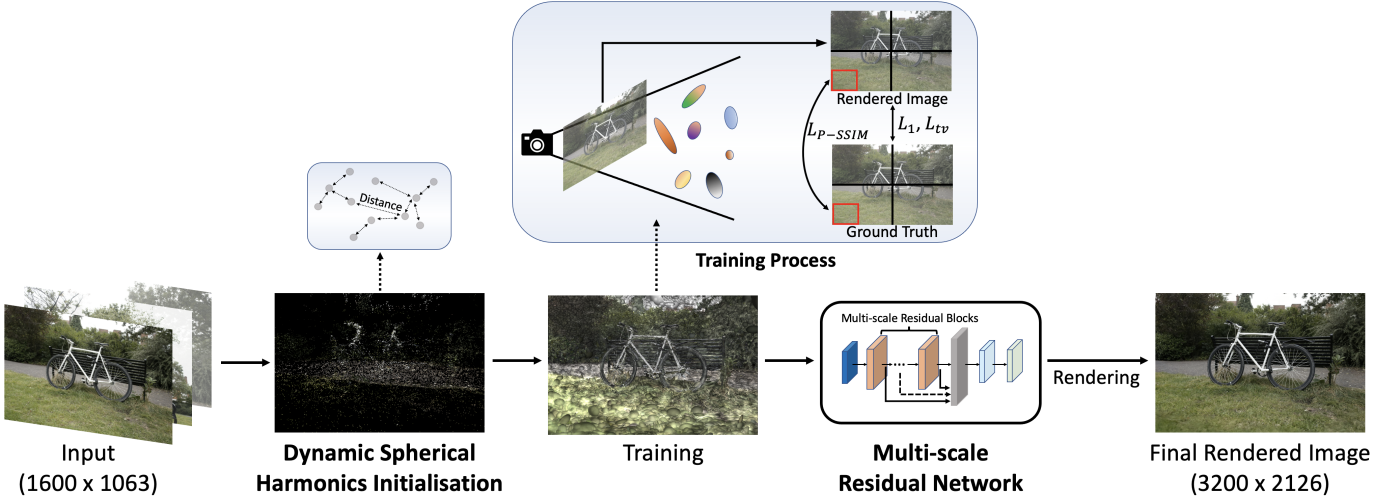 Rendered Image
L_{P-SSIM}
L_1, L_{tv}
Ground Truth
Training Process
Distance
Multi-scale Residual Blocks
Rendering
Input
(1600 x 1063)
Dynamic Spherical
Harmonics Initialisation
Training
Multi-scale
Residual Network
Final Rendered Image
(3200 x 2126)